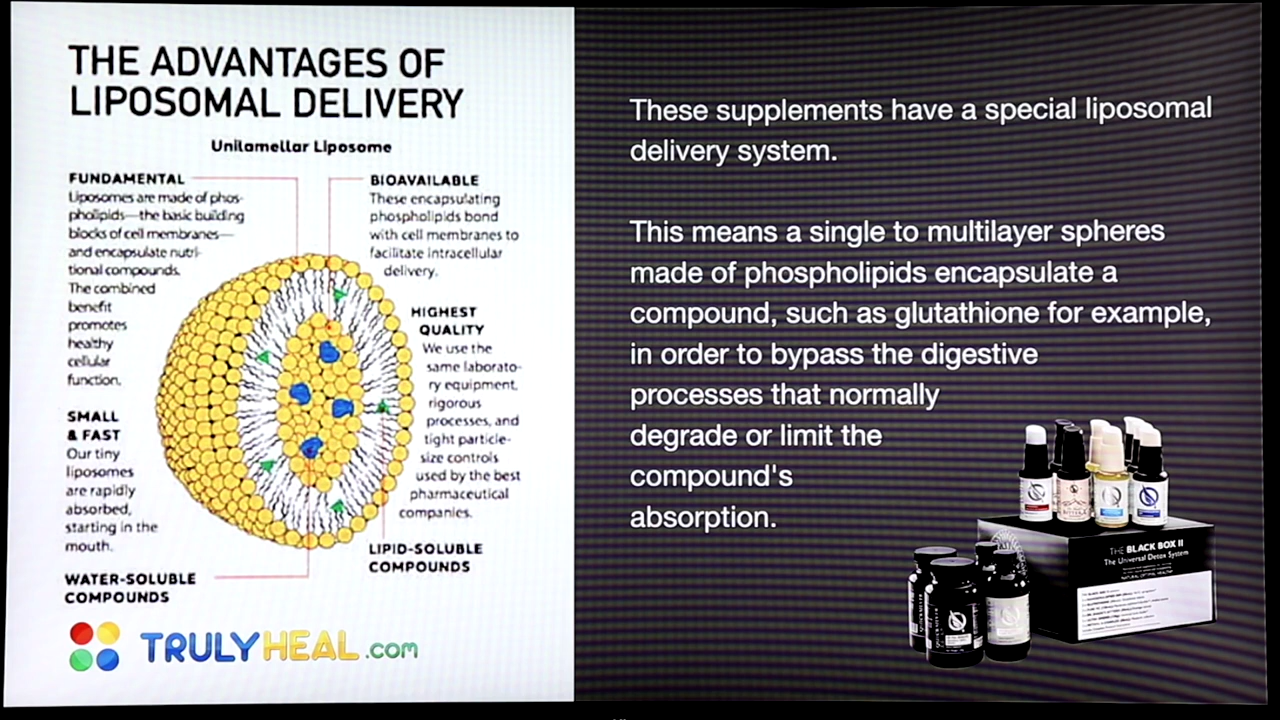 THE ADVANTAGES OF
LIPOSOMAL DELIVERY
Unilamellar Liposome
FUNDAMENTAL
Liposomes are made of phos-
pholipids—the basic building
blocks of cell membranes—
and encapsulate nutri-
tional compounds.
The combined
benefit
promotes
healthy
cellular
function.
SMALL
& FAST
Our tiny
liposomes
are rapidly
absorbed,
starting in the
mouth.
WATER-SOLUBLE
COMPOUNDS
BIOAVAILABLE
These encapsulating
phospholipids bond
with cell membranes to
facilitate intracellular
delivery.
HIGHEST
QUALITY
We use the
same laborato-
ry equipment,
rigorous
processes, and
tight particle-
size controls
used by the best
pharmaceutical
companies.
LIPID-SOLUBLE
COMPOUNDS
TRULYHEAL.com
These supplements have a special liposomal
delivery system.
This means a single to multilayer spheres
made of phospholipids encapsulate a
compound, such as glutathione for example,
in order to bypass the digestive
processes that normally
degrade or limit the
compound's
absorption.
THE BLACK BOX II
The Universal Detox System